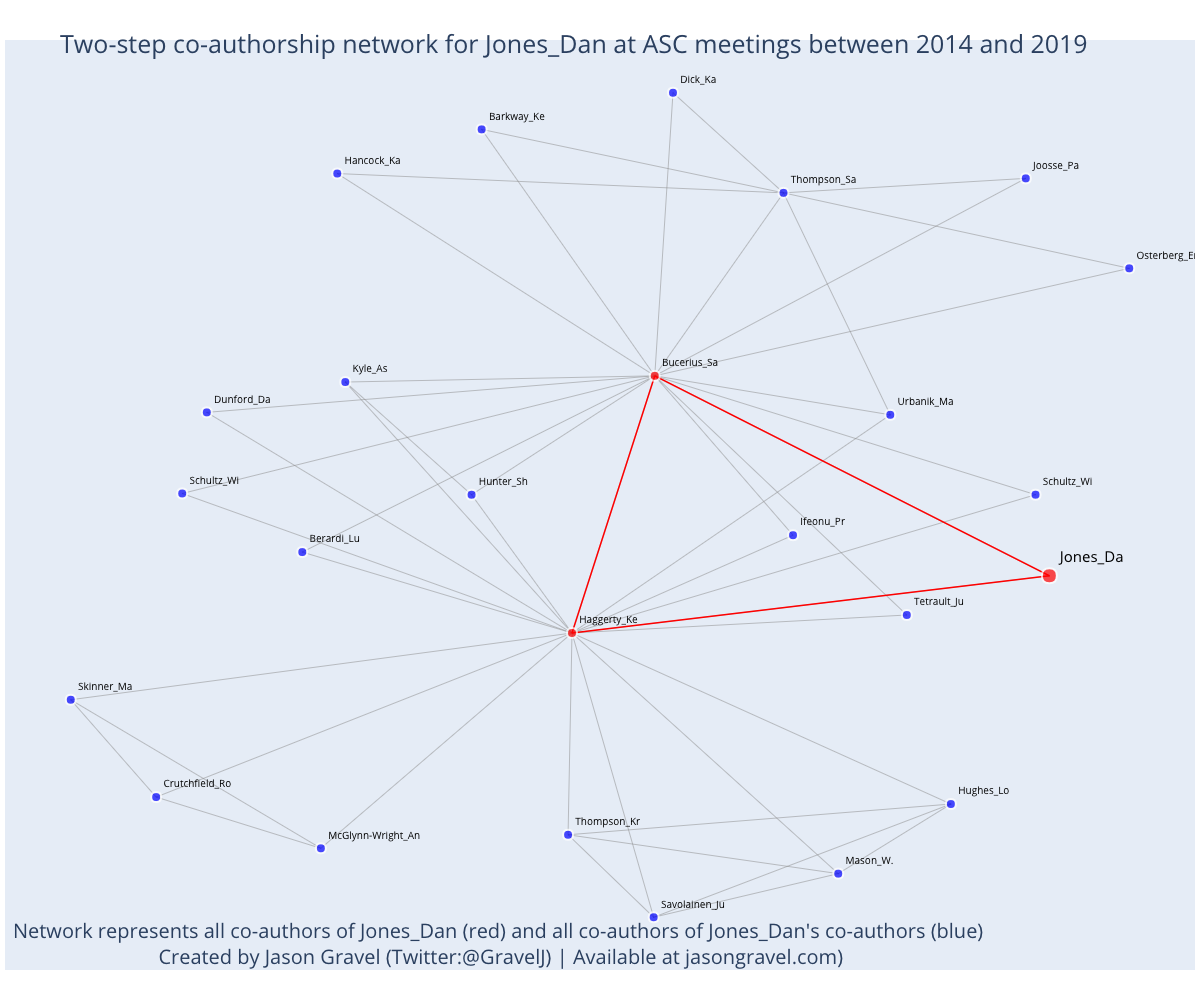 Two-step co-authorship network for Jones_Dan at ASC meetings between 2014 and 2019
Dick_Ka
Barkway_Ke
Hancock_Ka
Joosse_Pa
Thompson_Sa
Osterberg_Er
Bucerius_Sa
Kyle_As
Dunford_Da
Urbanik_Ma
Schultz_Wi
Hunter_Sh
Schultz_Wi
Ifeonu_Pr
Berardi_Lu
Jones_Da
Tetrault_Ju
Haggerty_Ke
Skinner_Ma
Crutchfield_Ro
Hughes_Lo
Thompson_Kr
McGlynn-Wright_An
Mason_W.
Savolainen_Ju
Network represents all co-authors of Jones_Dan (red) and all co-authors of Jones_Dan's co-authors (blue)
Created by Jason Gravel (Twitter:@GravelJ) | Available at jasongravel.com)